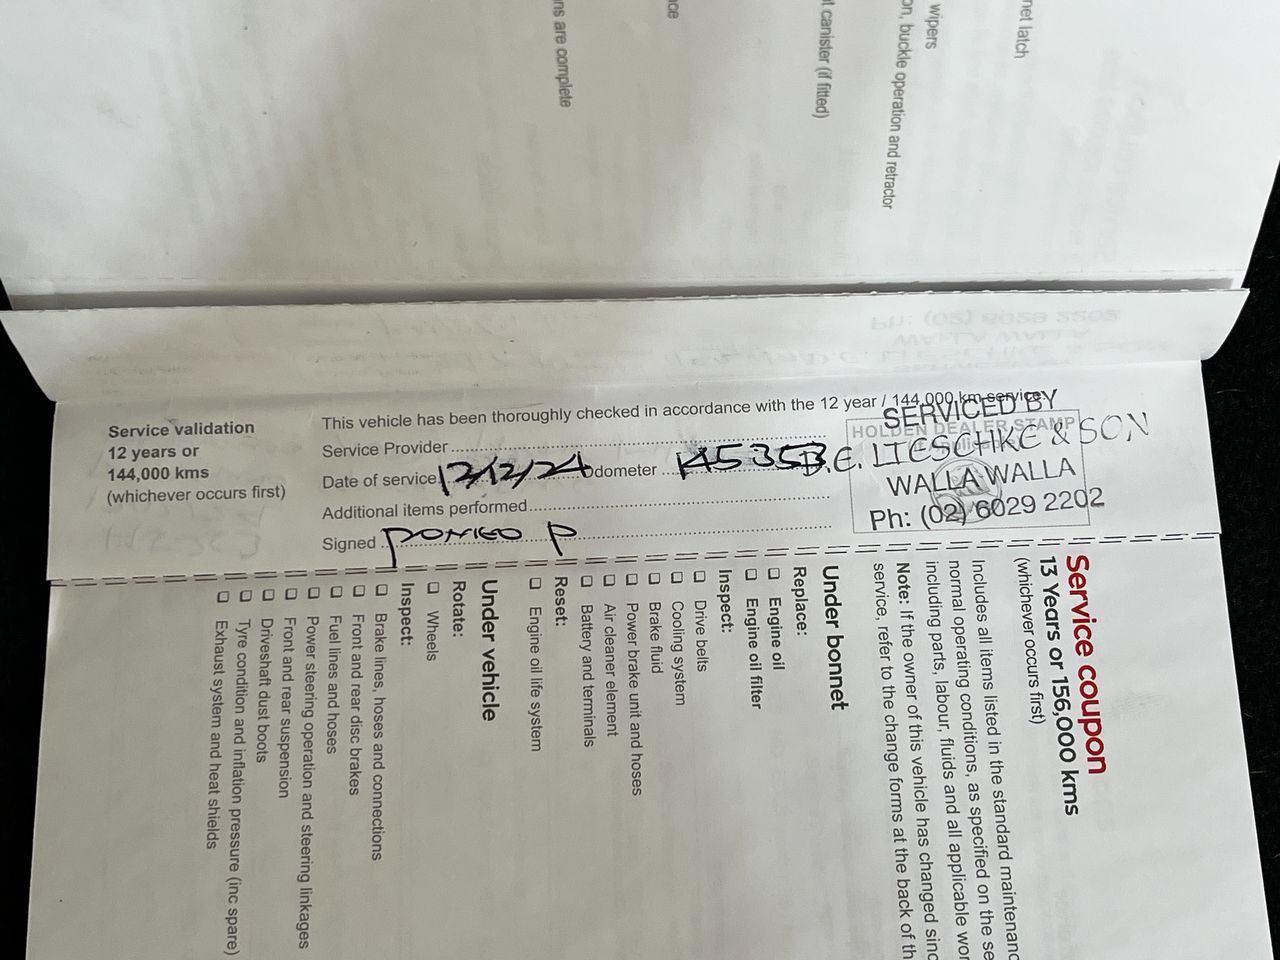 net latch
wipers
on, buckle operation and retractor
t canister (if fitted)
ns are complete
Service validation
12 years or
144,000 kms
(whichever occurs first)
This vehicle has been thoroughly checked in accordance with the 12 year / 144,000 km service.
Service Provider
Date of service 12/12/24 Odometer 145353
Additional items performed
Signed
HOLDEN DEALER STAMP
SERVICED BY
D.E. LIESCHKE & SON
WALLA WALLA
Ph: (02) 6029 2202
Service coupon
13 Years or 156,000 kms
(whichever occurs first)
Includes all items listed in the standard maintenanc
normal operating conditions, as specified on the se
including parts, labour, fluids and all applicable wor
Note: If the owner of this vehicle has changed sinc
service, refer to the change forms at the back of th
Under bonnet
Replace:
Engine oil
Engine oil filter
Inspect:
Drive belts
Cooling system
Brake fluid
Power brake unit and hoses
Air cleaner element
Battery and terminals
Reset:
Engine oil life system
Under vehicle
Rotate:
Wheels
Inspect:
Brake lines, hoses and connections
Front and rear disc brakes
Fuel lines and hoses
Power steering operation and steering linkages
Front and rear suspension
Driveshaft dust boots
Tyre condition and inflation pressure (inc spare)
Exhaust system and heat shields